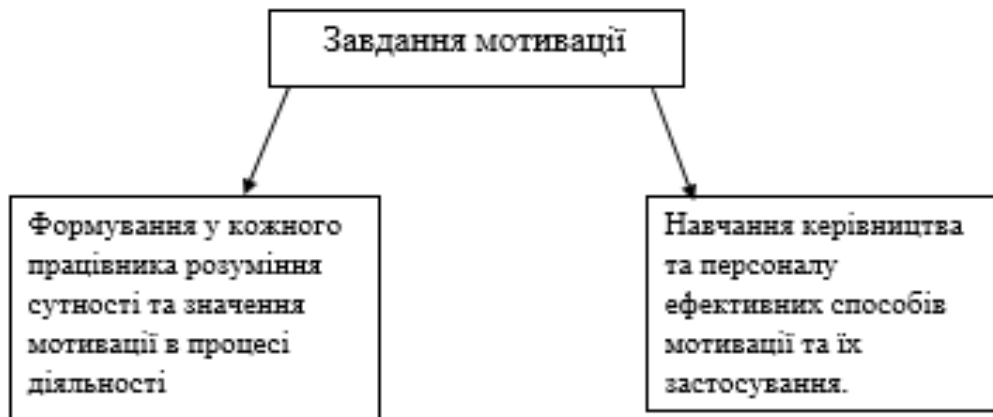 Завдання мотивації
Формування у кожного
працівника розуміння
сутності та значення
мотивації в процесі
діяльності
Навчання керівництва
та персоналу
ефективних способів
мотивації та їх
застосування.